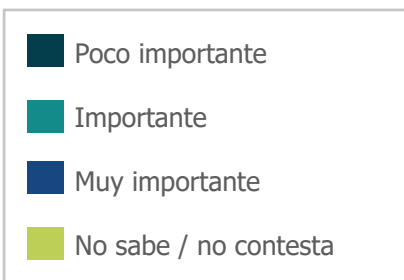 Poco importante
Importante
Muy importante
No sabe / no contesta